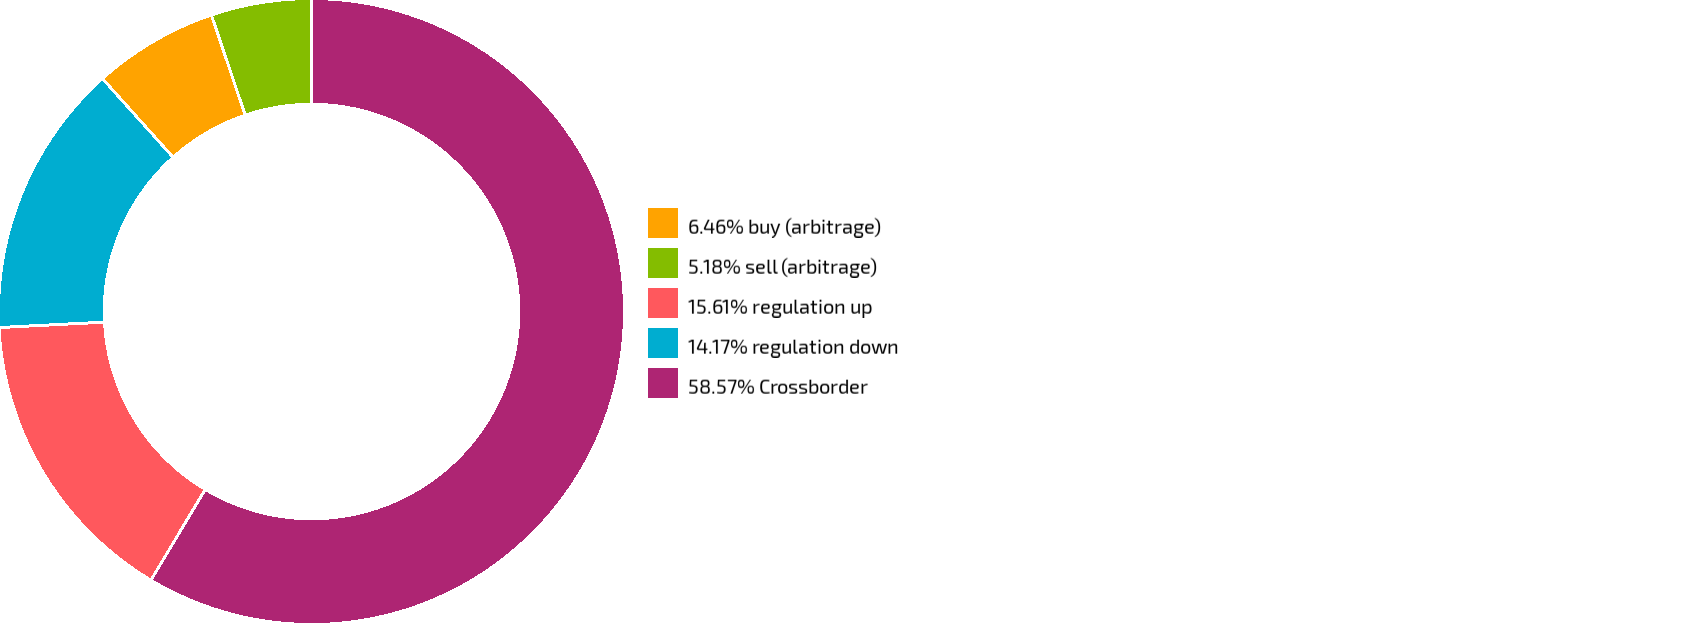 6.46% buy (arbitrage)
5.18% sell (arbitrage)
15.61% regulation up
14.17% regulation down
58.57% Crossborder